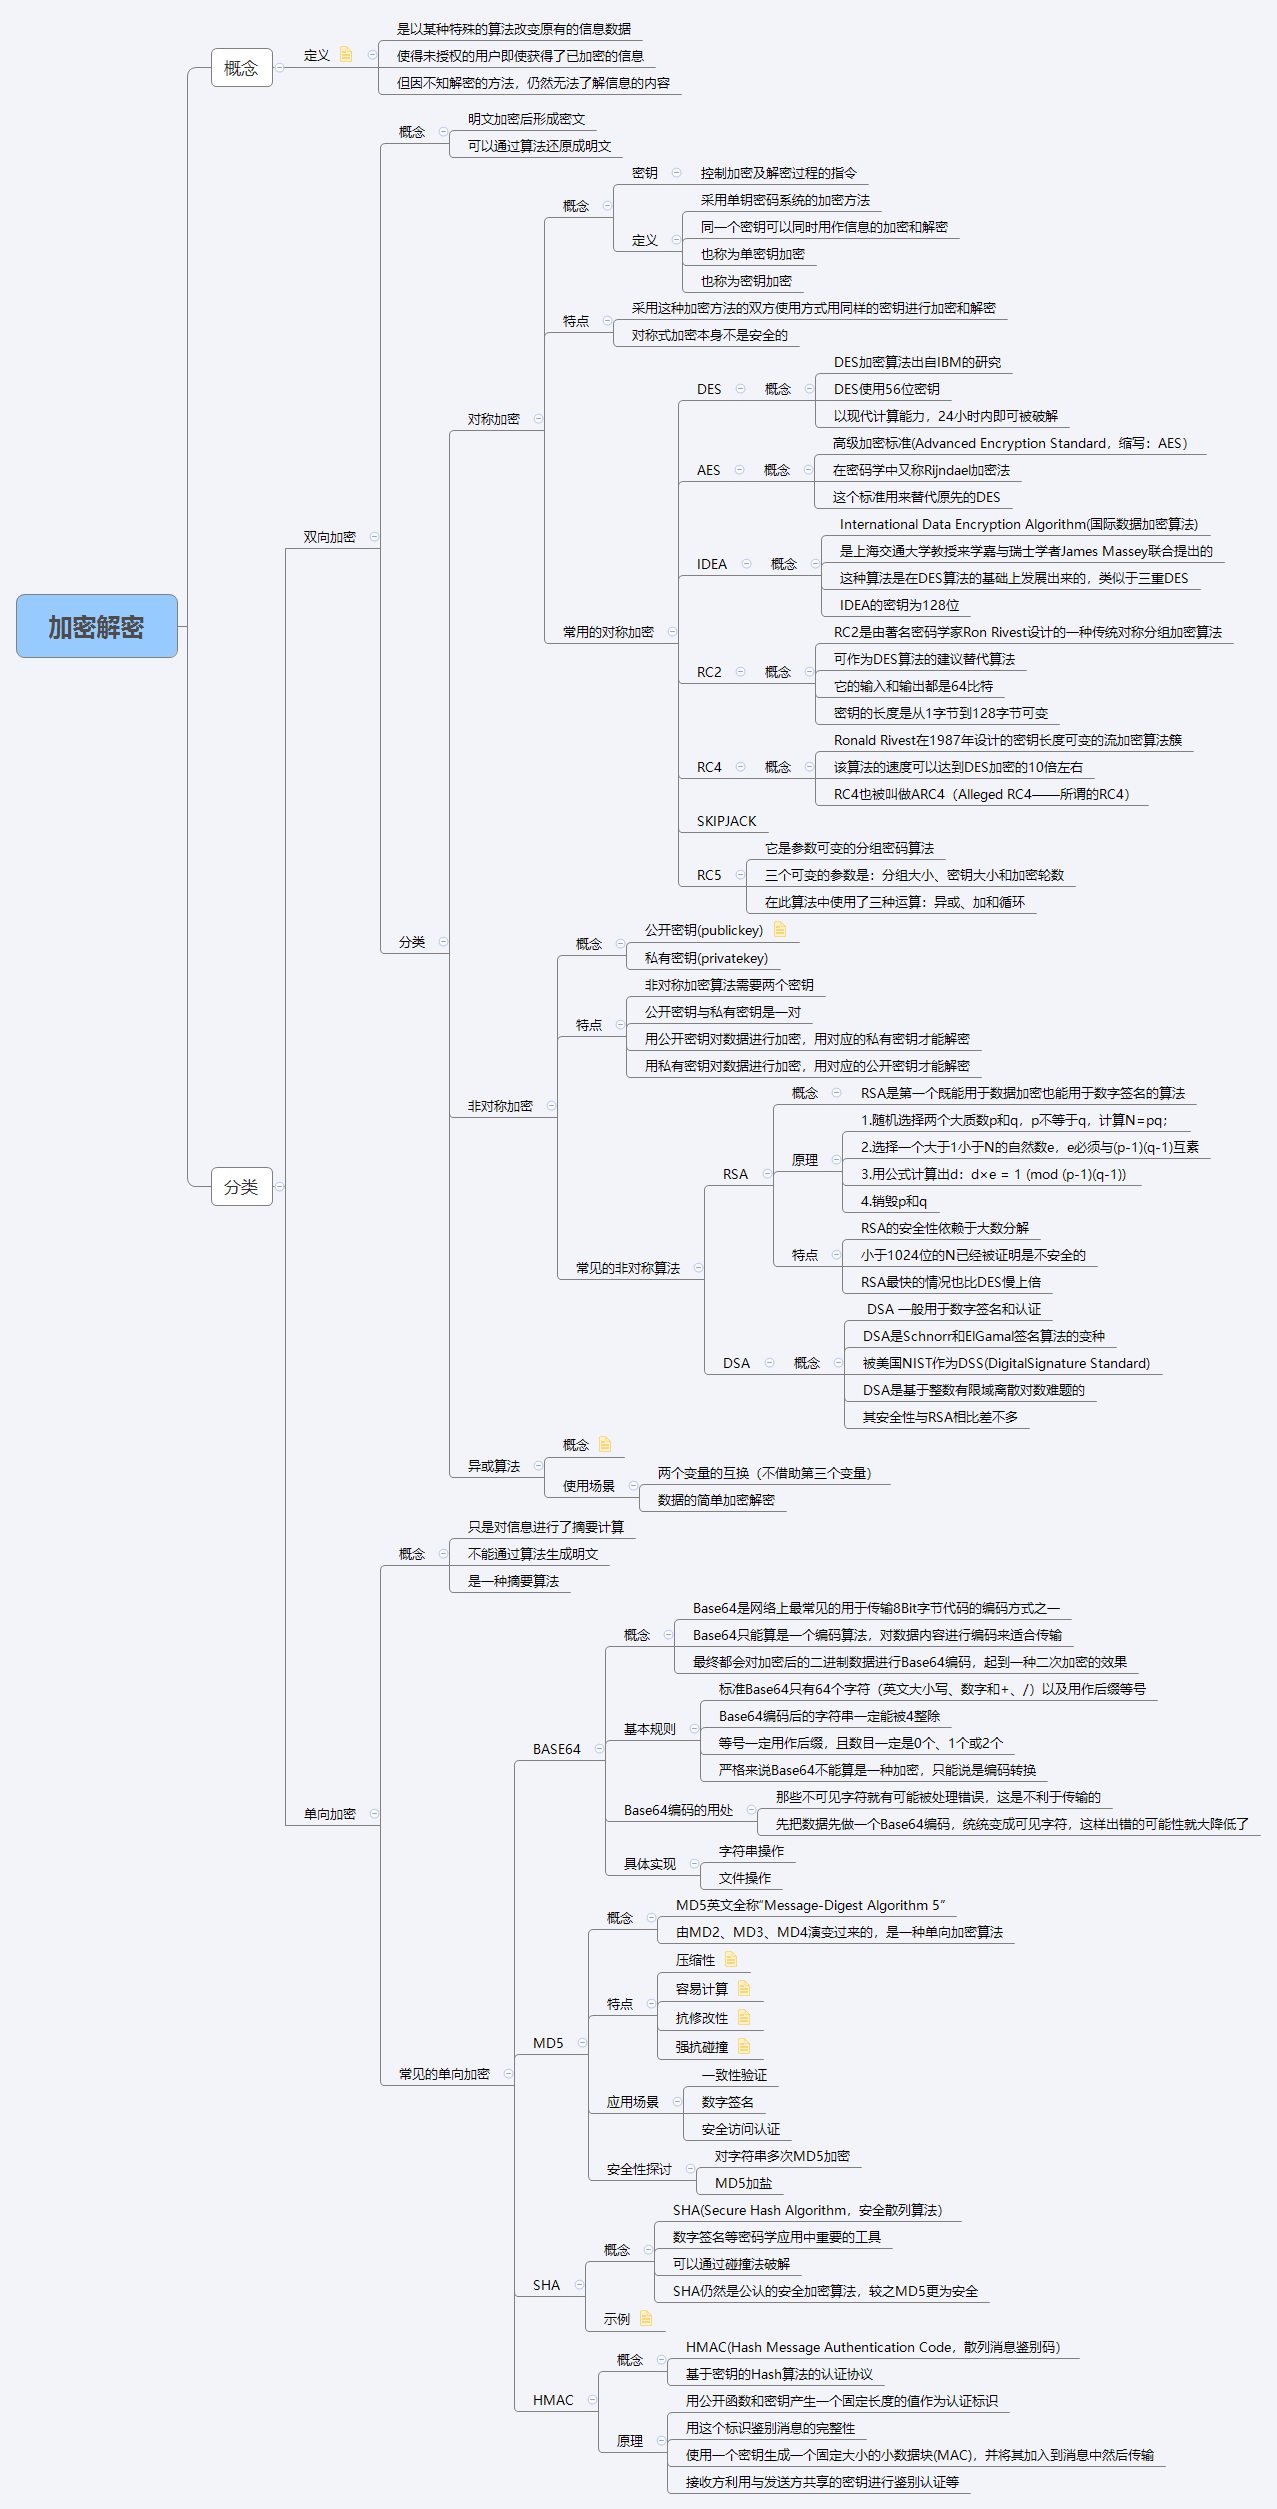 加密解密
概念
定义
是以某种特殊的算法改变原有的信息数据
使得未授权的用户即使获得了已加密的信息
但因不知解密的方法，仍然无法了解信息的内容
分类
双向加密
概念
明文加密后形成密文
可以通过算法还原成明文
分类
对称加密
概念
密钥
控制加密及解密过程的指令
定义
采用单钥密码系统的加密方法
同一个密钥可以同时用作信息的加密和解密
也称为单密钥加密
也称为密钥加密
特点
采用这种加密方法的双方使用方式用同样的密钥进行加密和解密
对称式加密本身不是安全的
常用的对称加密
DES
概念
DES加密算法出自IBM的研究
DES使用56位密钥
以现代计算能力，24小时内即可被破解
AES
概念
高级加密标准(Advanced Encryption Standard，缩写：AES）
在密码学中又称Rijndael加密法
这个标准用来替代原先的DES
IDEA
概念
International Data Encryption Algorithm(国际数据加密算法)
是上海交通大学教授来学嘉与瑞士学者James Massey联合提出的
这种算法是在DES算法的基础上发展出来的，类似于三重DES
IDEA的密钥为128位
RC2
概念
RC2是由著名密码学家Ron Rivest设计的一种传统对称分组加密算法
可作为DES算法的建议替代算法
它的输入和输出都是64比特
密钥的长度是从1字节到128字节可变
RC4
概念
Ronald Rivest在1987年设计的密钥长度可变的流加密算法簇
该算法的速度可以达到DES加密的10倍左右
RC4也被叫做ARC4（Alleged RC4——所谓的RC4）
SKIPJACK
RC5
它是参数可变的分组密码算法
三个可变的参数是：分组大小、密钥大小和加密轮数
在此算法中使用了三种运算：异或、加和循环
非对称加密
概念
公开密钥(publickey)
私有密钥(privatekey)
特点
非对称加密算法需要两个密钥
公开密钥与私有密钥是一对
用公开密钥对数据进行加密，用对应的私有密钥才能解密
用私有密钥对数据进行加密，用对应的公开密钥才能解密
常见的非对称算法
RSA
概念
RSA是第一个既能用于数据加密也能用于数字签名的算法
原理
1.随机选择两个大质数p和q，p不等于q，计算N=pq；
2.选择一个大于1小于N的自然数e，e必须与(p-1)(q-1)互素
3.用公式计算出d：d×e = 1 (mod (p-1)(q-1))
4.销毁p和q
特点
RSA的安全性依赖于大数分解
小于1024位的N已经被证明是不安全的
RSA最快的情况也比DES慢上倍
DSA
概念
DSA 一般用于数字签名和认证
DSA是Schnorr和ElGamal签名算法的变种
被美国NIST作为DSS(DigitalSignature Standard)
DSA是基于整数有限域离散对数难题的
其安全性与RSA相比差不多
异或算法
概念
使用场景
两个变量的互换（不借助第三个变量）
数据的简单加密解密
单向加密
概念
只是对信息进行了摘要计算
不能通过算法生成明文
是一种摘要算法
常见的单向加密
BASE64
概念
Base64是网络上最常见的用于传输8Bit字节代码的编码方式之一
Base64只能算是一个编码算法，对数据内容进行编码来适合传输
最终都会对加密后的二进制数据进行Base64编码，起到一种二次加密的效果
基本规则
标准Base64只有64个字符（英文大小写、数字和+、/）以及用作后缀等号
Base64编码后的字符串一定能被4整除
等号一定用作后缀，且数目一定是0个、1个或2个
严格来说Base64不能算是一种加密，只能说是编码转换
Base64编码的用处
那些不可见字符就有可能被处理错误，这是不利于传输的
先把数据先做一个Base64编码，统统变成可见字符，这样出错的可能性就大降低了
具体实现
字符串操作
文件操作
MD5
概念
MD5英文全称“Message-Digest Algorithm 5”
由MD2、MD3、MD4演变过来的，是一种单向加密算法
特点
压缩性
容易计算
抗修改性
强抗碰撞
应用场景
一致性验证
数字签名
安全访问认证
安全性探讨
对字符串多次MD5加密
MD5加盐
SHA
概念
SHA(Secure Hash Algorithm，安全散列算法）
数字签名等密码学应用中重要的工具
可以通过碰撞法破解
SHA仍然是公认的安全加密算法，较之MD5更为安全
示例
HMAC
概念
HMAC(Hash Message Authentication Code，散列消息鉴别码）
基于密钥的Hash算法的认证协议
原理
用公开函数和密钥产生一个固定长度的值作为认证标识
用这个标识鉴别消息的完整性
使用一个密钥生成一个固定大小的小数据块(MAC)，并将其加入到消息中然后传输
接收方利用与发送方共享的密钥进行鉴别认证等